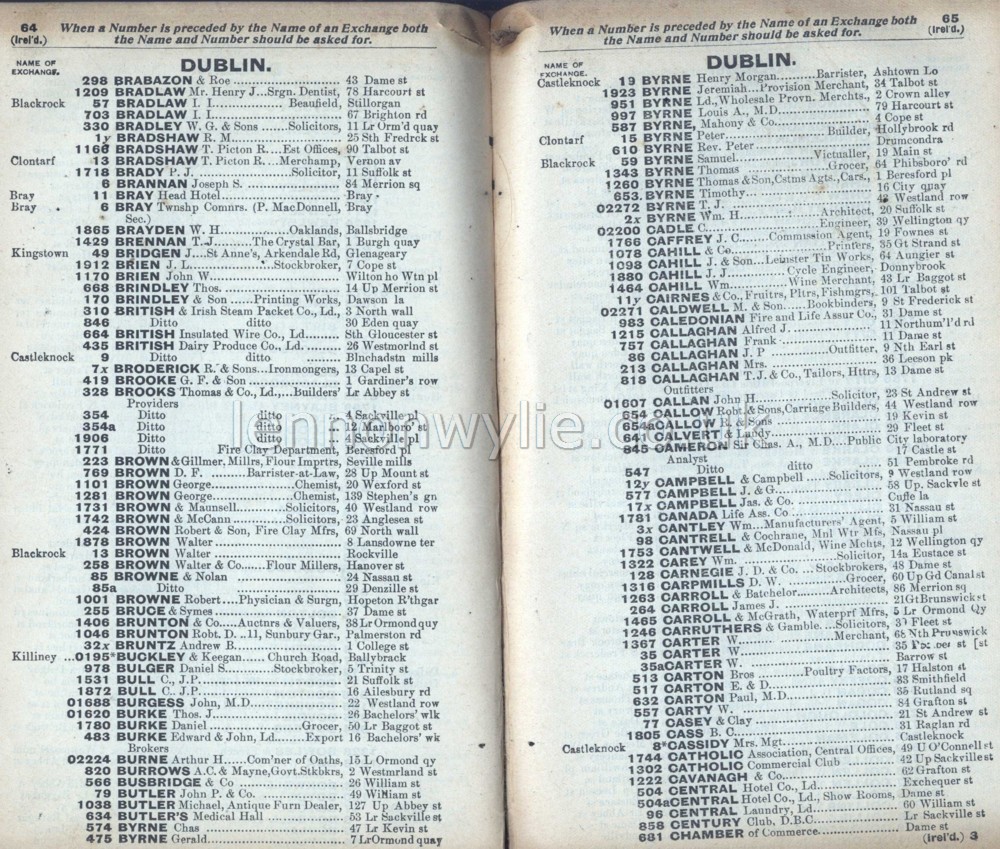 64
(Irel'd.)
When a Number is preceded by the Name of an Exchange both
the Name and Number should be asked for.
NAME OF
EXCHANGE.
DUBLIN.
298 BRABAZON & Roe ........ 43 Dame st
1209 BRADLAW Mr. Henry J...Srgn. Dentist, 78 Harcourt st
Blackrock 57 BRADLAW I. I........ Beaufield, Stillorgan
703 BRADLAW I. I........ 67 Brighton rd
330 BRADLEY W. G. & Sons ......Solicitors, 11 Lr Orm'd quay
1y BRADSHAW R. M........ 25 Sth Fredrck st
1166 BRADSHAW T. Picton R....Est Offices, 90 Talbot st
Clontarf 13 BRADSHAW T. Picton R....Merchamp, Vernon av
1718 BRADY P. J. ........Solicitor, 11 Suffolk st
6 BRANNAN Joseph S. ........ 84 Merrion sq
Bray 11 BRAY Head Hotel........ Bray
Bray 6 BRAY Twnshp Comnrs. (P. MacDonnell, Bray
Sec.)
1865 BRAYDEN W. H........Oaklands, Ballsbridge
1429 BRENNAN T. J........The Crystal Bar, 1 Burgh quay
Kingstown 49 BRIDGEN J....St Anne's, Arkendale Rd, Glenageary
1912 BRIEN J. L........Stockbroker, 7 Cope st
1170 BRIEN John W........ Wilton ho Wtn pl
668 BRINDLEY Thos. ........ 14 Up Merrion st
170 BRINDLEY & Son ......Printing Works, Dawson la
310 BRITISH & Irish Steam Packet Co., Ld., 3 North wall
846 Ditto ditto 30 Eden quay
664 BRITISH Insulated Wire Co., Ld........ Sth Gloucester st
435 BRITISH Dairy Produce Co., Ld. ........ 26 Westmorlnd st
Castleknock 9 Ditto ditto ........ Blnchadstn mills
7x BRODERICK R. & Sons...Ironmongers, 13 Capel st
419 BROOKE G. F. & Son ........ 1 Gardiner's row
328 BROOKS Thomas & Co., Ld.,...Builders' Lr Abbey st
Providers
354 Ditto ditto 4 Sackville pl
354a Ditto ditto 12 Marlboro' st
1906 Ditto ditto 4 Sackville pl
1771 Ditto Fire Clay Department, Beresford pl
223 BROWN &Gillmer, Millrs, Flour Imprtrs, Seville mills
769 BROWN D. F. ........Barrister-at-Law, 28 Up Mount st
1101 BROWN George........Chemist, 20 Wexford st
1281 BROWN George........Chemist, 139 Stephen's gn
1731 BROWN & Maunsell........Solicitors, 40 Westland row
1742 BROWN & McCann ........Solicitors, 23 Anglesea st
424 BROWN Robert & Son, Fire Clay Mfrs, 69 North wall
1878 BROWN Walter ........ 8 Lansdowne ter
Blackrock 13 BROWN Walter ........ Rockville
258 BROWN Walter & Co......Flour Millers, Hanover st
85 BROWNE & Nolan ........ 24 Nassau st
85a Ditto ........ 29 Denzille st
1001 BROWNE Robert....Physician & Surgn, Hopeton R'thgar
255 BRUCE & Symes ........ 37 Dame st
1406 BRUNTON & Co......Auctnrs & Valuers, 38 Lr Ormond quy
1046 BRUNTON Robt. D. ..11, Sunbury Gar., Palmerston rd
32x BRUNTZ Andrew B........ 1 College st
Killiney ...0195*BUCKLEY & Keegan...... Church Road, Ballybrack
978 BULGER Daniel S........Stockbroker, 5 Trinity st
1531 BULL C., J.P........ 21 Suffolk st
1872 BULL C.. J.P. ........ 16 Ailesbury rd
01688 BURGESS John, M.D........ 22 Westland row
01620 BURKE Thos. J........ 26 Bachelors' wlk
1780 BURKE Daniel ........Grocer, 50 Lr Baggot st
483 BURKE Edward & John, Ld......Export 16 Bachelors' wk
Brokers
02224 BURNE Arthur H......Com'ner of Oaths, 15 L Ormond qy
820 BURROWS A.C. & Mayne,Govt.Stkbkrs, 2 Westmrland st
566 BUSBRIDGE & Co ........ 26 William st
79 BUTLER John P. & Co. ........ 49 William st
1038 BUTLER Michael, Antique Furn Dealer, 127 Up Abbey st
634 BUTLER'S Medical Hall ........ 53 Lr Sackville st
574 BYRNE Chas ........ 47 Lr Kevin st
475 BYRNE Gerald........ 7 LrOrmond quay
65
(Irel'd.)
When a Number is preceded by the Name of an Exchange both
the Name and Number should be asked for.
NAME OF
EXCHANGE.
DUBLIN.
Castleknock 19 BYRNE Henry Morgan........Barrister, Ashtown Lo
1923 BYRNE Jeremiah...Provision Merchant, 34 Talbot st
951 BYRNE Ld., Wholesale Provn. Merchts., 2 Crown alley
997 BYRNE Louis A., M.D........ 79 Harcourt st
587 BYRNE, Mahony & Co........ 4 Cope st
Clontarf 15 BYRNE Peter ........Builder, Hollybrook rd
610 BYRNE Rev. Peter ........ Drumcondra
Blackrock 59 BYRNE Samuel........Victualler, 19 Main st
1343 BYRNE Thomas ........Grocer, 64 Phibsboro' rd
1260 BYRNE Thomas &Son,Cstms Agts.,Cars., 1 Beresford pl
653. BYRNE Timothy ........ 16 City quay
02272 BYRNE T. J. ........ 43 Westland row
2x BYRNE Wm. H........Architect, 20 Suffolk st
02200 CADLE C........Engineer, 39 Wellington qy
1766 CAFFREY J. C......Commission Agent, 19 Fownes st
1078 CAHILL & Co........Printers, 35 Gt Strand st
1098 CAHILL J. & Son...Leinster Tin Works, 64 Aungier st
880 CAHILL J. J ........Cycle Engineer, Donnybrook
1464 CAHILL Wm........Wine Merchant, 43 Lr Baggot st
11y CAIRNES &Co., Fruitrs, Pltrs, Fishmgrs,. 101 Talbot st
02271 CALDWELL M. & Son......Bookbinders, 9 St Frederick st
983 CALEDONIAN Fire and Life Assur Co., 31 Dame st
1215 CALLAGHAN Alfred J........ 11 Northum'l'd rd
757 CALLAGHAN Frank ........ 11 Dame st
86 CALLAGHAN J. P ........Outfitter, 9 Nth Earl st
213 CALLAGHAN Mrs. ........ 36 Leeson pk
818 CALLAGHAN T.J. & Co., Tailors, Httrs, 13 Dame st
Outfitters
01607 CALLAN John H........Solicitor, 23 St Andrew st
654 CALLOW Robt. & Sons, Carriage Builders, 44 Westland row
654a CALLOW R. & Sons ........ 19 Kevin st
641 CALVERT & Landy ........ 29 Fleet st
845 CAMERON Sir Chas. A., M.D....Public City laboratory
Analyst 17 Castle st
547 Ditto ditto ...... 51 Pembroke rd
12y CAMPBELL & Campbell ......Solicitors, 9 Westland row
577 CAMPBELL J. & G........ 58 Up. Sackvle st
17x CAMPBELL Jas. & Co........ Cuffe la
1781 CANADA Life Ass. Co ........ 31 Nassau st
3x CANTLEY Wm...Manufacturers' Agent, 5 William st
98 CANTRELL & Cochrane, Mnl Wtr Mfs, Nassau pl
1753 CANTWELL & McDonald, Wine Mchts, 12 Wellington qy
1322 CAREY Wm. ........Solicitor, 14a Eustace st
128 CARNEGIE J. D. & Co. ...Stockbrokers, 48 Dame st
1316 CARPMILLS D. W. ........Grocer, 60 Up Gd Canal st
1263 CARROLL & Batchelor......Architects, 86 Merrion sq
264 CARROLL James J. ........ 21GtBrunswick st
1465 CARROLL & McGrath, Waterprf Mfrs, 5 Lr Ormond Qy
1246 CARRUTHERS & Gamble...Solicitors, 30 Fleet st
1367 CARTER W........Merchant, 68 Nth Prunswick
35 CARTER W. ........ 35 st [st
35a CARTER W. ........ Barrow st
513 CARTON Bros ........Poultry Factors, 17 Halston st
517 CARTON E. & D........ 83 Smithfield
632 CARTON Paul, M.D........ 35 Rutland sq
557 CARTY W. ........ 84 Grafton st
77 CASEY & Clay ........ 21 St Andrew st
1805 CASS B. C........ 31 Raglan rd
Castleknock 8*CASSIDY Mrs. Mgt........ Castleknock
1744 CATHOLIC Association, Central Offices, 49 U O'Connell st
1302 CATHOLIC Commercial Club ........ 42 Up Sackville st
1222 CAVANAGH & Co........ 62 Grafton st
504 CENTRAL Hotel Co., Ld........ Exchequer st
504a CENTRAL Hotel Co., Ld., Show Rooms, Dame st
96 CENTRAL Laundry, Ld........ 60 William st
858 CENTURY Club, D.B.C........ Lr Sackville st
681 CHAMBER of Commerce........ Dame st
(Irel'd.) 3
lennonwylie.co.uk